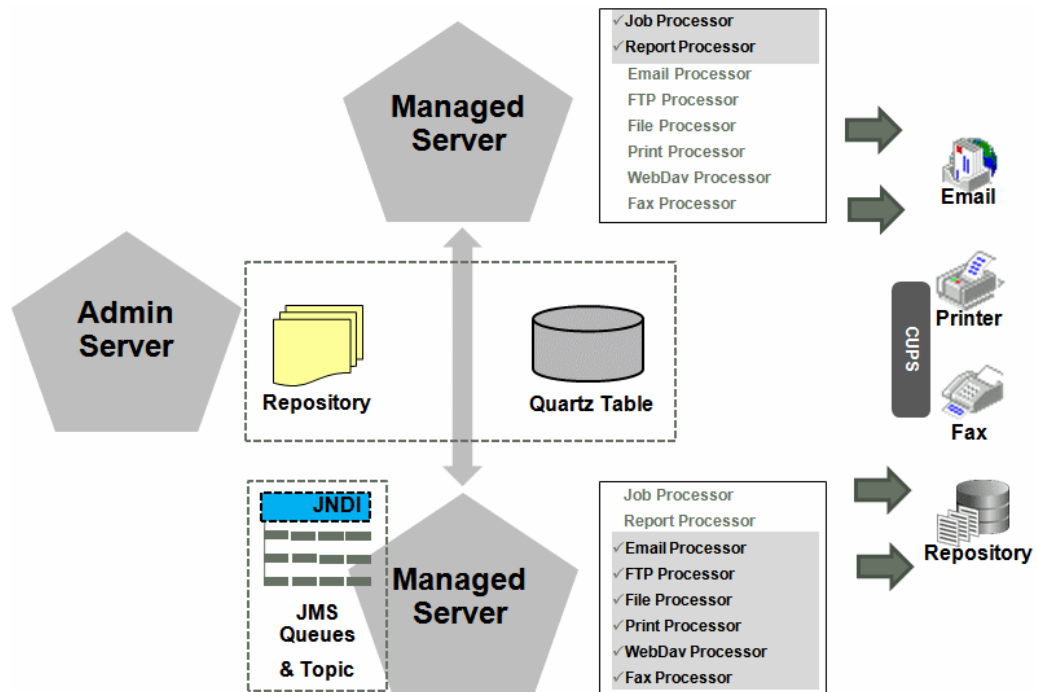 ✓Job Processor
✓Report Processor
Email Processor
FTP Processor
File Processor
Print Processor
WebDav Processor
Fax Processor
Managed
Server
Email
Admin
Server
Repository
Quartz Table
CUPS
Printer
Fax
JNDI
JMS
Queues
& Topic
Managed
Server
Job Processor
Report Processor
✓Email Processor
✓FTP Processor
✓File Processor
✓Print Processor
✓WebDav Processor
✓Fax Processor
Repository